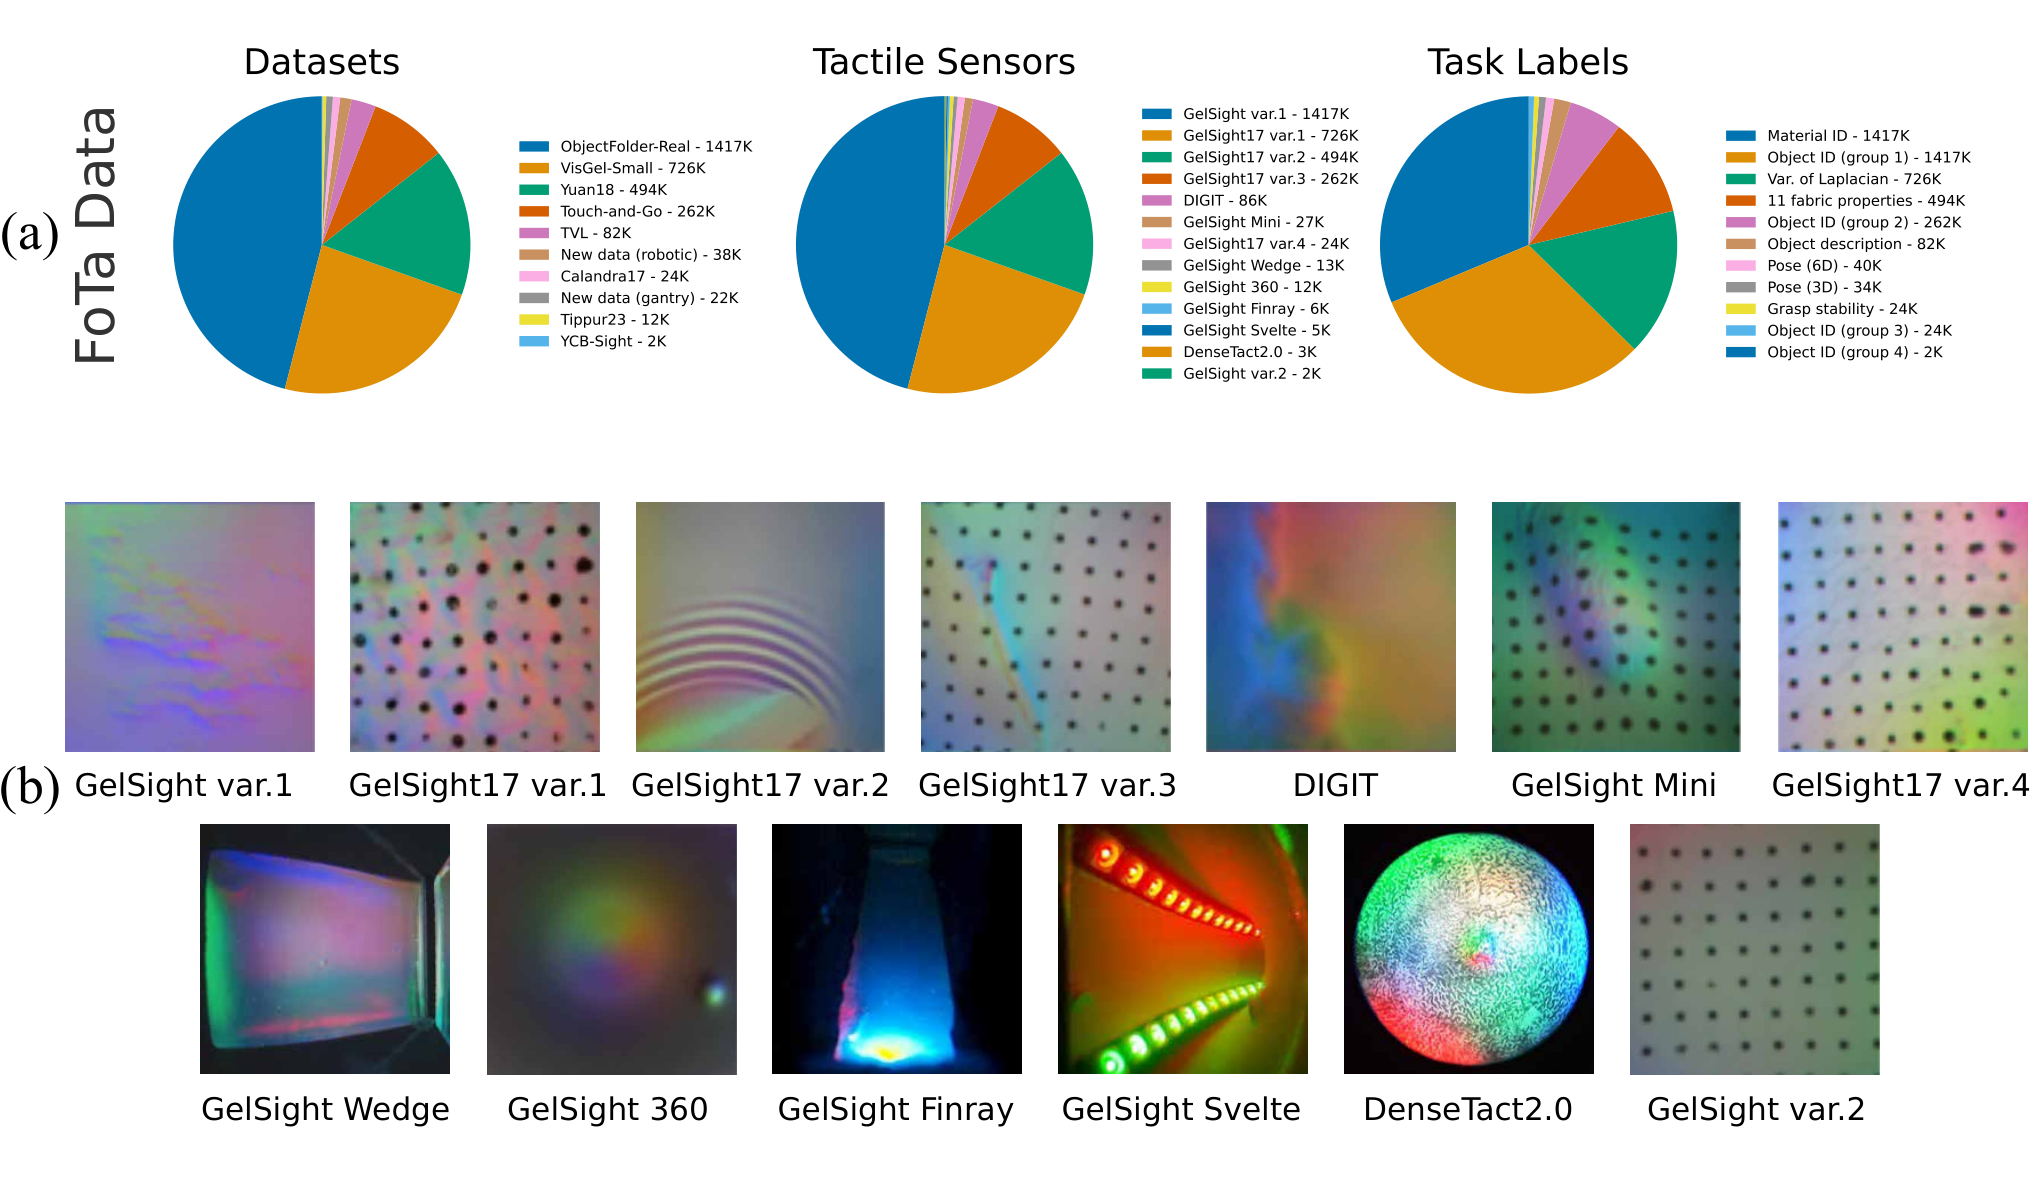 Datasets
Tactile Sensors
Task Labels
(a)
FoTa Data
ObjectFolder-Real - 1417K
VisGel-Small - 726K
Yuan18 - 494K
Touch-and-Go - 262K
TVL - 82K
New data (robotic) - 38K
Calandra17 - 24K
New data (gantry) - 22K
Tippur23 - 12K
YCB-Sight - 2K
GelSight var.1 - 1417K
GelSight17 var.1 - 726K
GelSight17 var.2 - 494K
GelSight17 var.3 - 262K
DIGIT - 86K
GelSight Mini - 27K
GelSight17 var.4 - 24K
GelSight Wedge - 13K
GelSight 360 - 12K
GelSight Finray - 6K
GelSight Svelte - 5K
DenseTact2.0 - 3K
GelSight var.2 - 2K
Material ID - 1417K
Object ID (group 1) - 1417K
Var. of Laplacian - 726K
11 fabric properties - 494K
Object ID (group 2) - 262K
Object description - 82K
Pose (6D) - 40K
Pose (3D) - 34K
Grasp stability - 24K
Object ID (group 3) - 24K
Object ID (group 4) - 2K
(b)
GelSight var.1
GelSight17 var.1
GelSight17 var.2
GelSight17 var.3
DIGIT
GelSight Mini
GelSight17 var.4
GelSight Wedge
GelSight 360
GelSight Finray
GelSight Svelte
DenseTact2.0
GelSight var.2